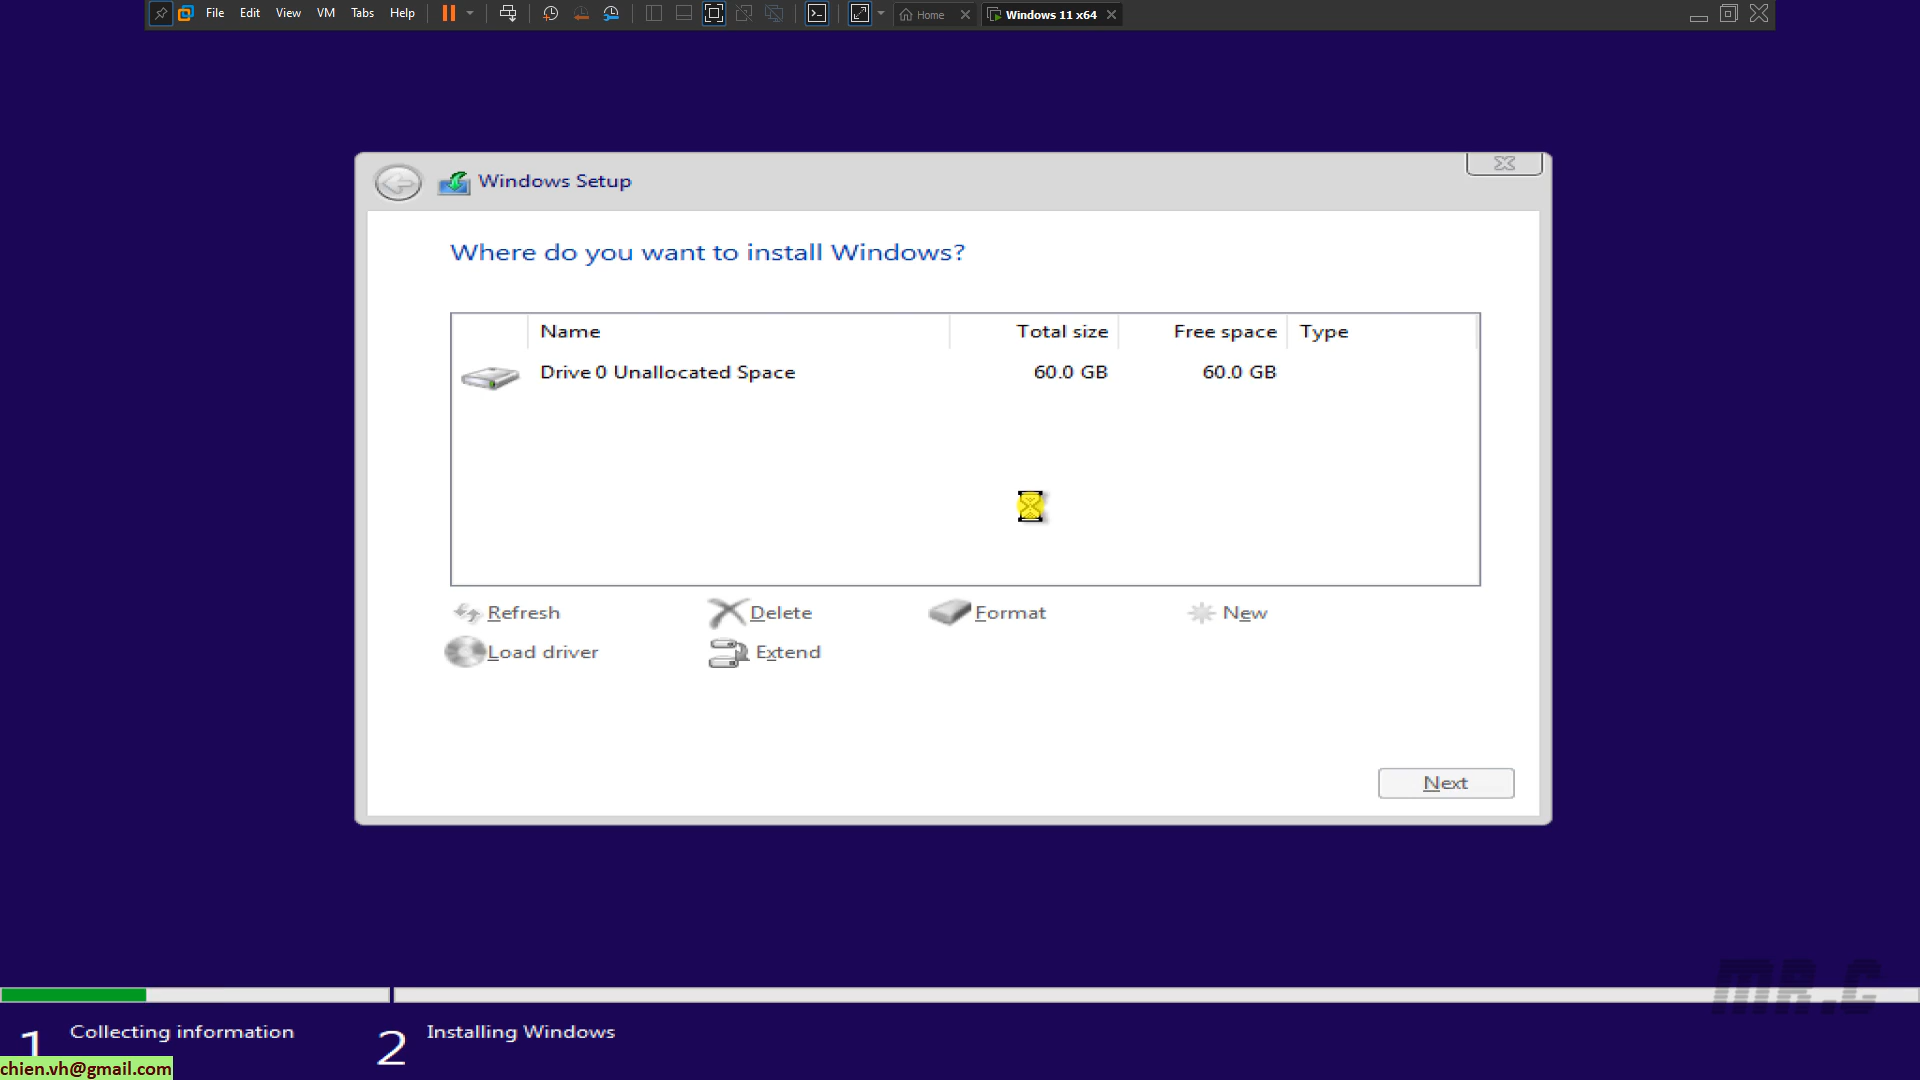 File Edit View VM Tabs Help Home Windows 11 x64
Windows Setup
Where do you want to install Windows?
Name Total size Free space Type
Drive 0 Unallocated Space 60.0 GB 60.0 GB
Refresh Delete Format New
Load driver Extend
Next
MR.C
1 Collecting information 2 Installing Windows
chien.vh@gmail.com